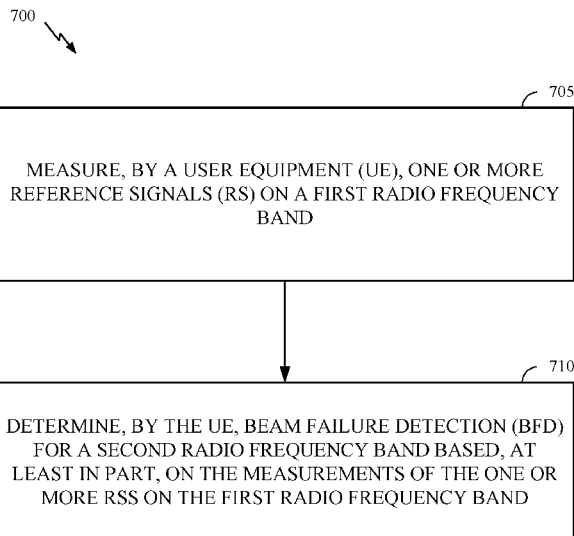 700
705
MEASURE, BY A USER EQUIPMENT (UE), ONE OR MORE
REFERENCE SIGNALS (RS) ON A FIRST RADIO FREQUENCY
BAND
710
DETERMINE, BY THE UE, BEAM FAILURE DETECTION (BFD)
FOR A SECOND RADIO FREQUENCY BAND BASED, AT
LEAST IN PART, ON THE MEASUREMENTS OF THE ONE OR
MORE RSS ON THE FIRST RADIO FREQUENCY BAND